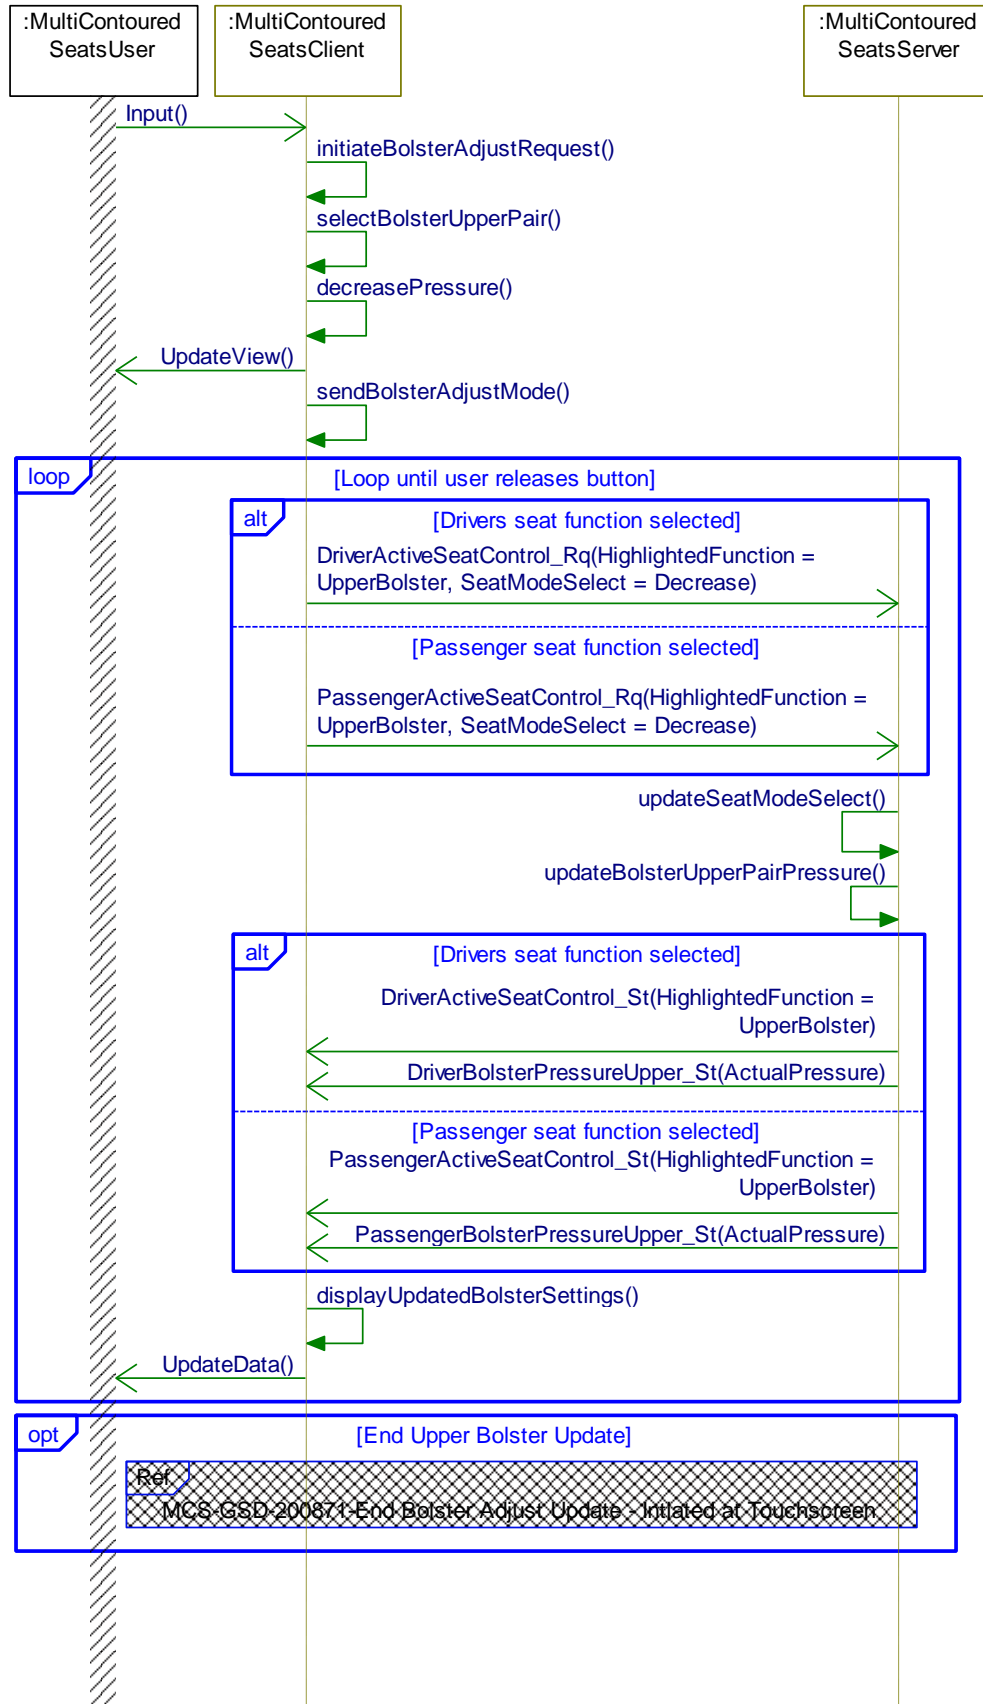 :MultiContoured
SeatsUser
:MultiContoured
SeatsClient
:MultiContoured
SeatsServer
Input()
initiateBolsterAdjustRequest()
selectBolsterUpperPair()
decreasePressure()
UpdateView()
sendBolsterAdjustMode()
loop
[Loop until user releases button]
alt
[Drivers seat function selected]
DriverActiveSeatControl_Rq(HighlightedFunction =
UpperBolster, SeatModeSelect = Decrease)
[Passenger seat function selected]
PassengerActiveSeatControl_Rq(HighlightedFunction =
UpperBolster, SeatModeSelect = Decrease)
updateSeatModeSelect()
updateBolsterUpperPairPressure()
alt
[Drivers seat function selected]
DriverActiveSeatControl_St(HighlightedFunction =
UpperBolster)
DriverBolsterPressureUpper_St(ActualPressure)
[Passenger seat function selected]
PassengerActiveSeatControl_St(HighlightedFunction =
UpperBolster)
PassengerBolsterPressureUpper_St(ActualPressure)
displayUpdatedBolsterSettings()
UpdateData()
opt
[End Upper Bolster Update]
Ref
MCS-GSD-200871-End Bolster Adjust Update - Intiated at Touchscreen